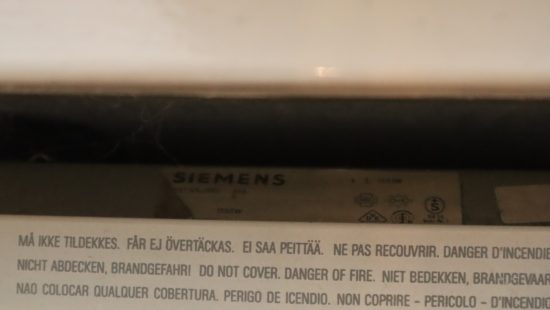 SIEMENS
MÅ IKKE TILDEKKES. FÅR EJ ÖVERTÄCKAS. EI SAA PEITTÄÄ. NE PAS RECOUVRIR. DANGER D'INCENDIE
NICHT ABDECKEN, BRANDGEFAHR! DO NOT COVER. DANGER OF FIRE. NIET BEDEKKEN, BRANDGEVAAR
NAO COLOCAR QUALQUER COBERTURA. PERIGO DE ICENDIO. NON COPRIRE - PERICOLO - D'INCENDIO